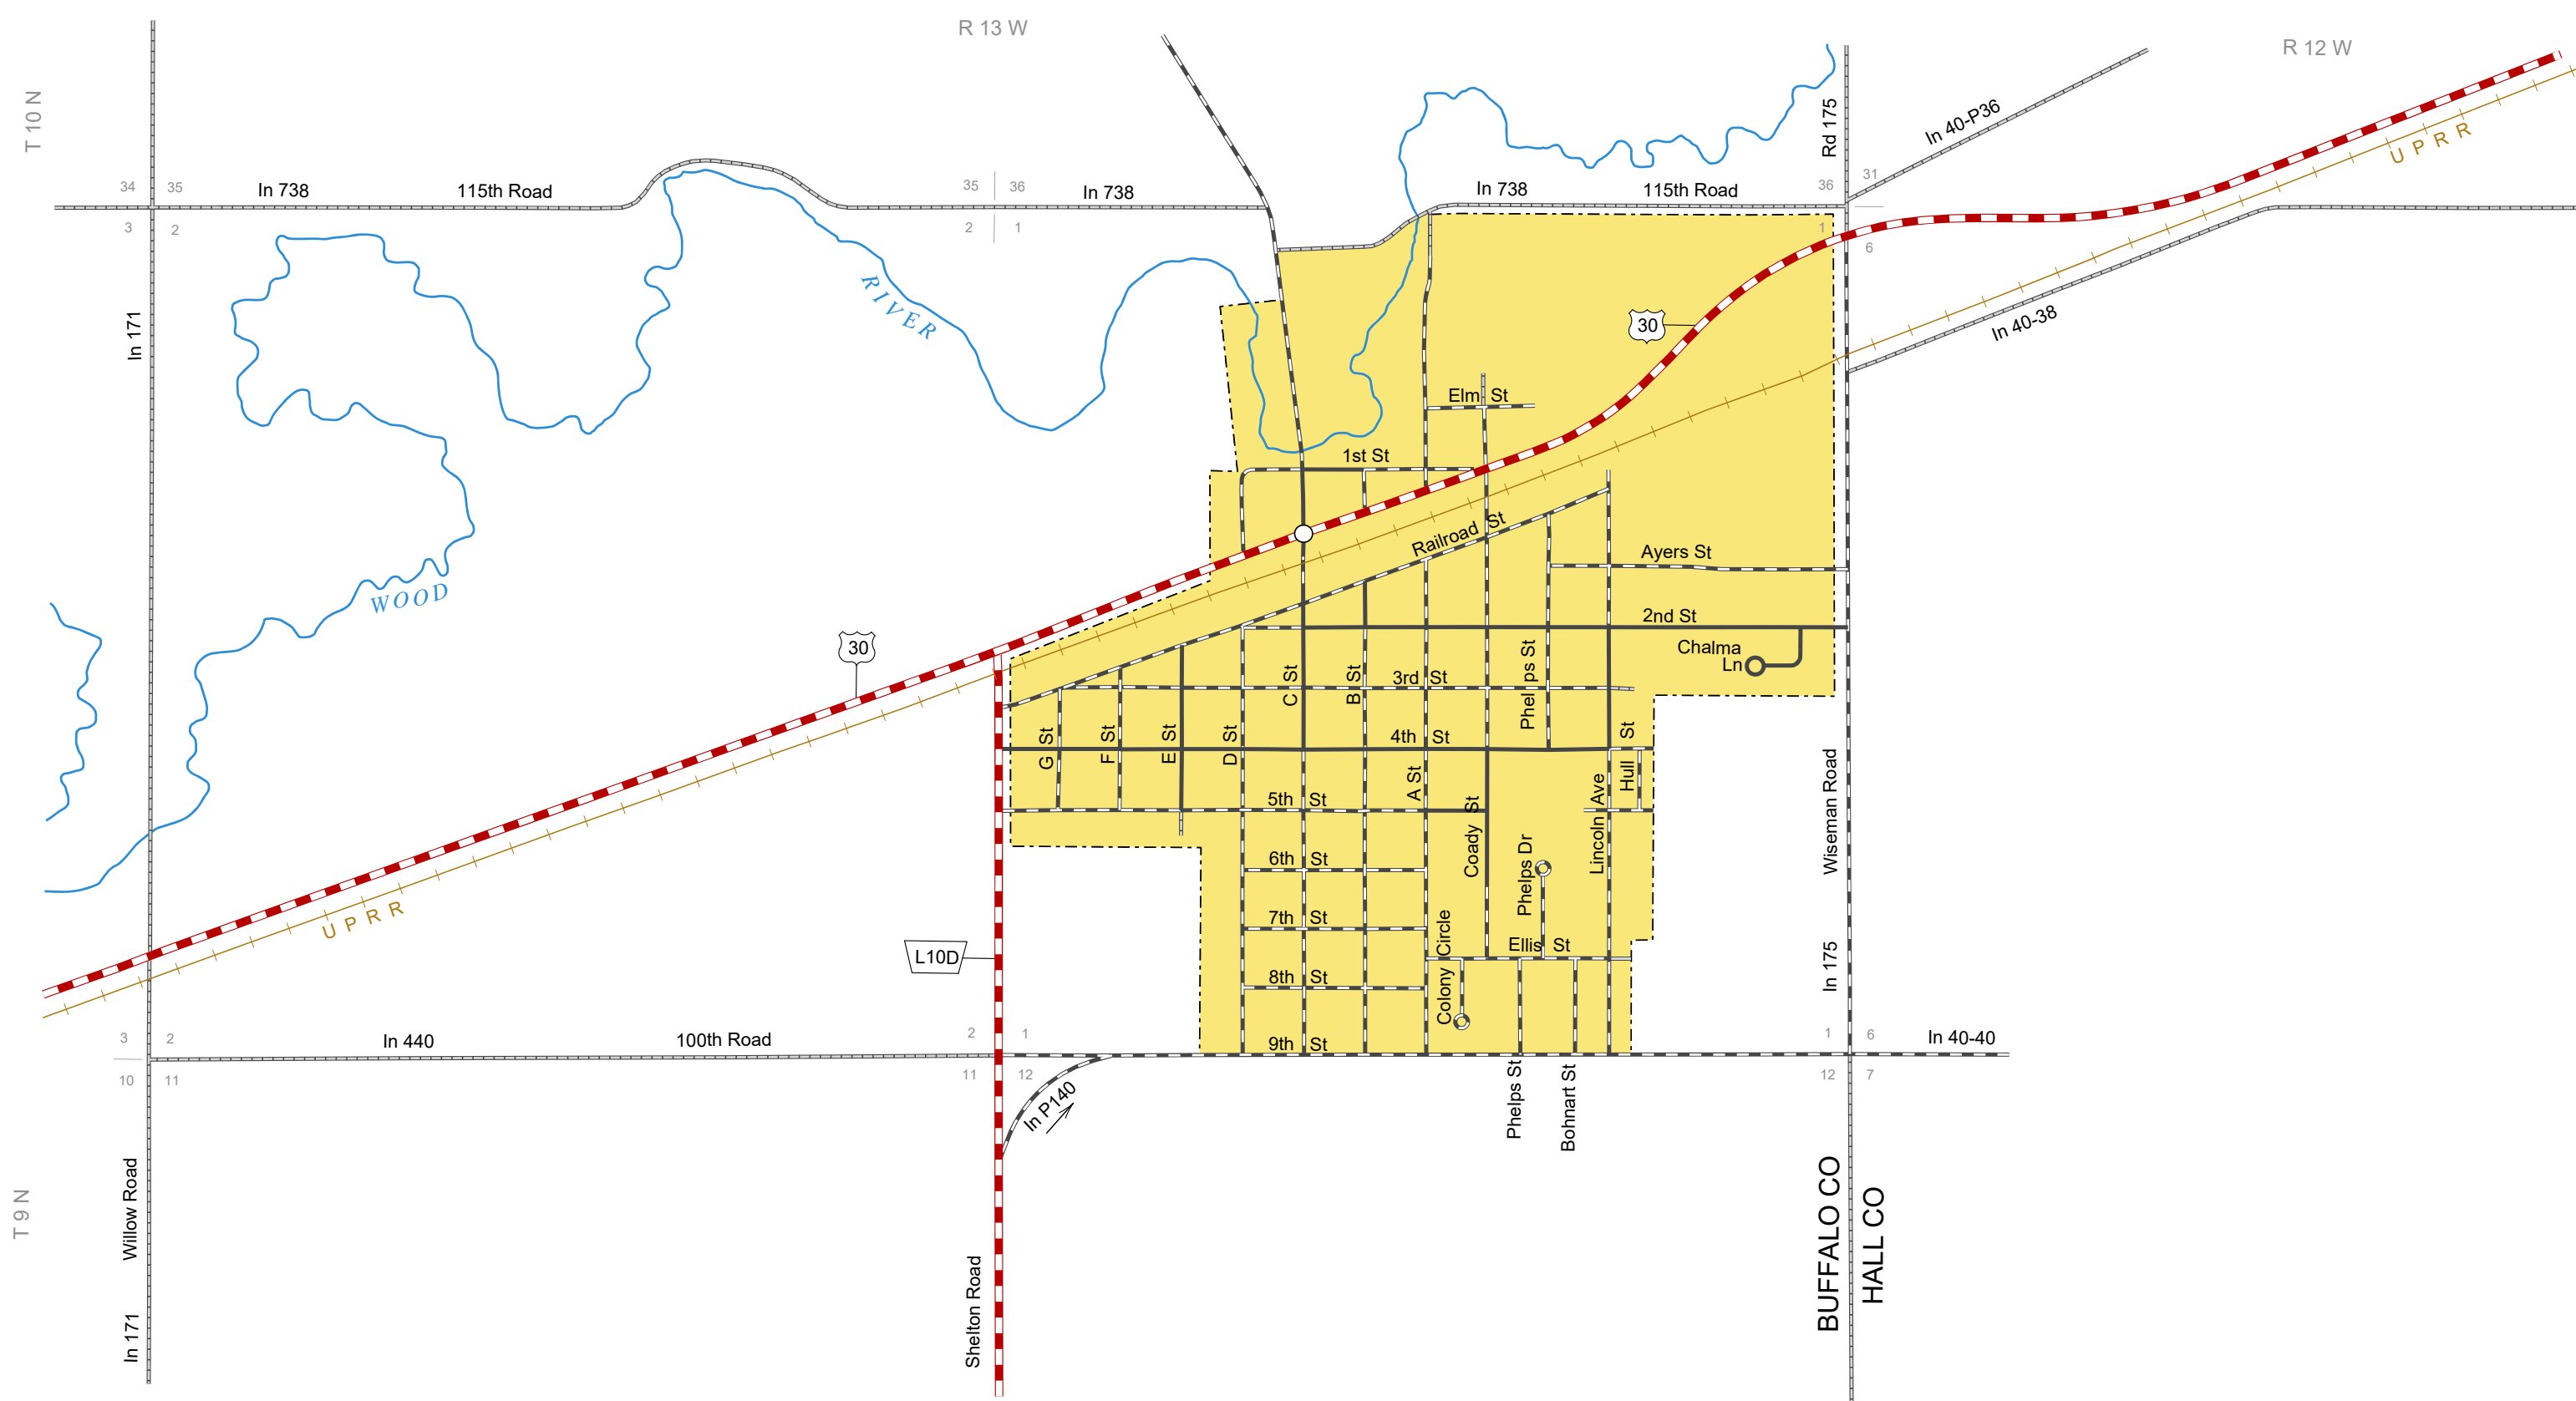 R 13 W
R 12 W
T 10 N
Rd 175
In 40-P36
U P R R
34
35
In 738
115th Road
35
36
In 738
In 738
115th Road
36
31
3
2
2
1
1
6
RIVER
In 171
30
In 40-38
Elm St
1st St
Railroad St
Ayers St
WOOD
2nd St
30
Chalma
Ln
Phelps St
C St
B St
3rd St
G St
F St
E St
D St
4th St
Hull St
A St
5th St
Coady St
Lincoln Ave
Wiseman Road
6th St
Phelps Dr
U P R R
7th St
Colony Circle
Ellis St
L10D
8th St
In 175
3
2
In 440
100th Road
2
1
9th St
1
6
In 40-40
10
11
11
12
12
7
In P140
Phelps St
Bohnart St
T 9 N
Willow Road
In 171
Shelton Road
BUFFALO CO
HALL CO